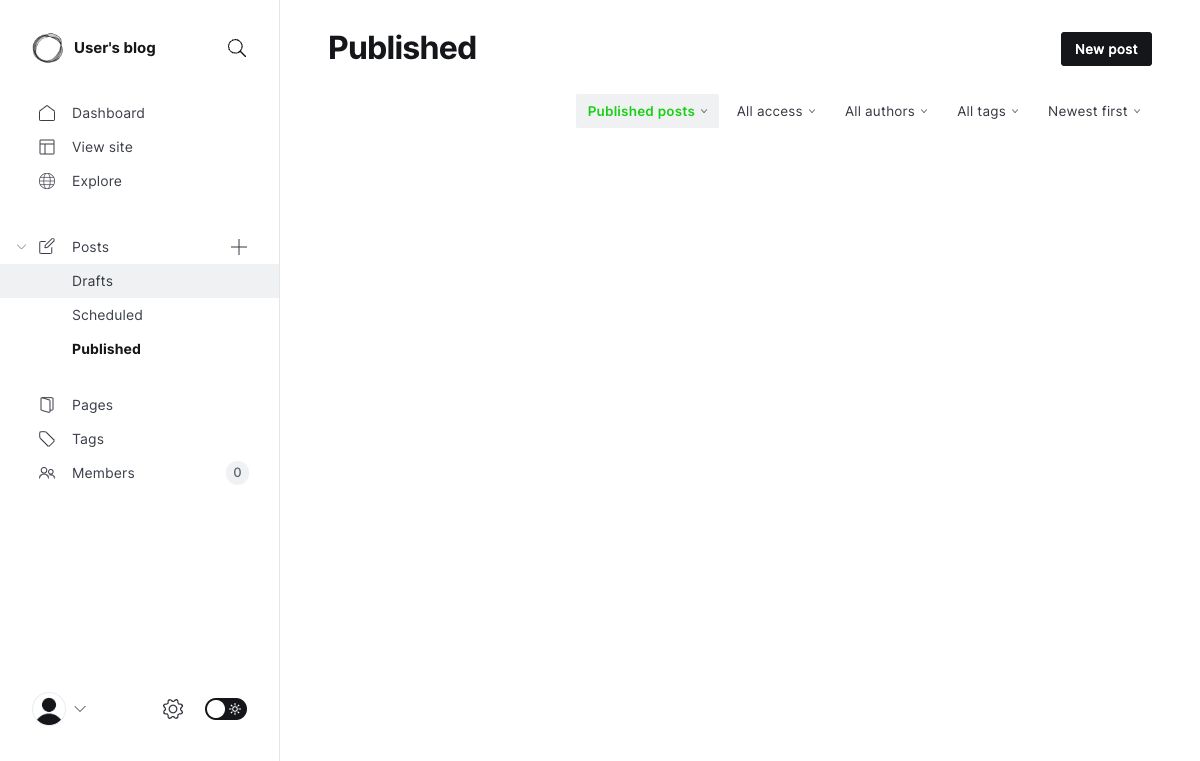 User's blog
Published
New post
Published posts
All access
All authors
All tags
Newest first
Dashboard
View site
Explore
Posts
Drafts
Scheduled
Published
Pages
Tags
Members
0